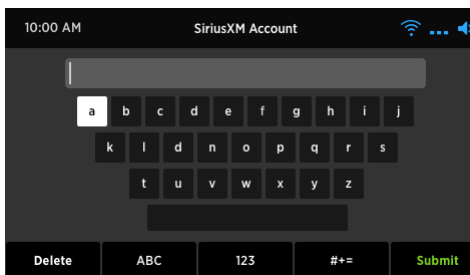 10:00 AM SiriusXM Account
a b c d e f g h i j
k l d n o p q r s
t u v w x y z
Delete ABC 123 #+= Submit